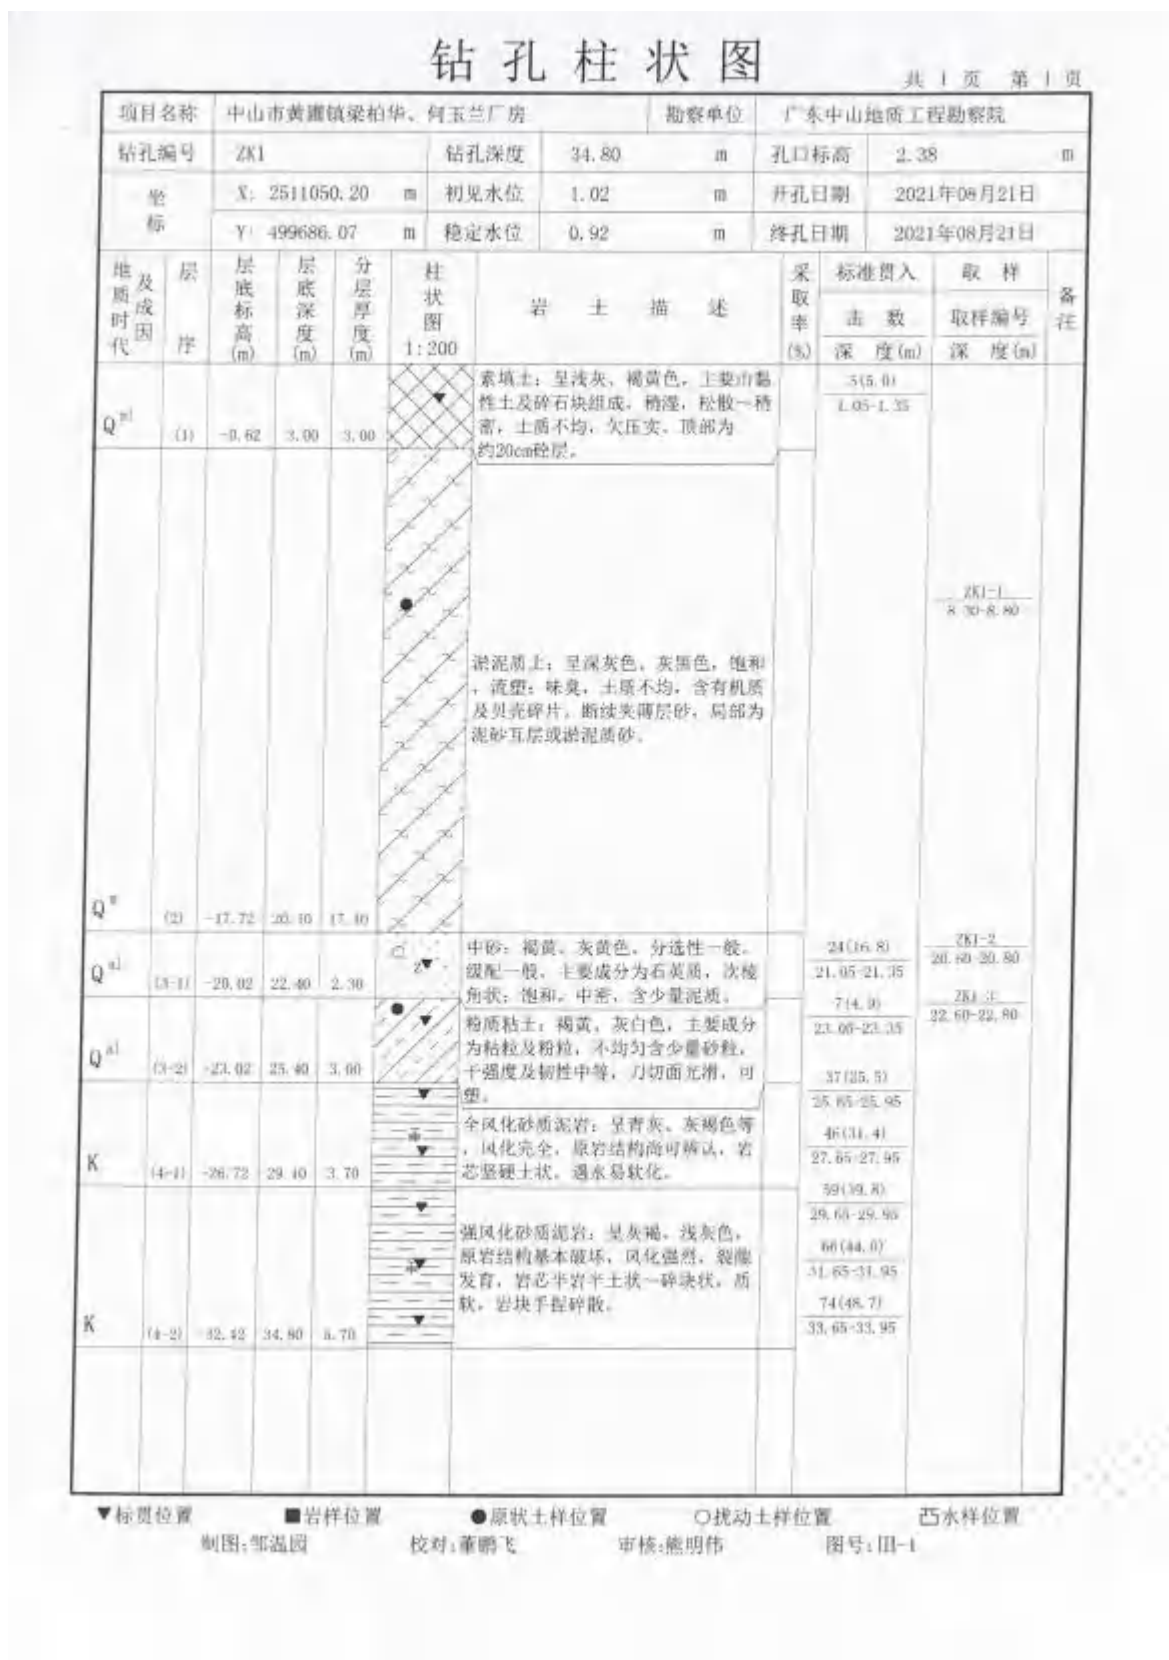 钻孔柱状图
共 1 页 第 1 页
项目名称 中山市黄圃镇梁柏华、何玉兰厂房 勘察单位 广东中山地质工程勘察院
钻孔编号 ZK1 钻孔深度 34.80 m 孔口标高 2.38 m
坐标 X: 2511050.20 m 初见水位 1.02 m 开孔日期 2021年08月21日
Y: 499686.07 m 稳定水位 0.92 m 终孔日期 2021年08月21日
地质时代及成因 层序 层底标高(m) 层底深度(m) 分层厚度(m) 柱状图 1:200 岩土描述 采取率(%) 标准贯入 击数 深度(m) 取样 取样编号 深度(m) 备注
素填土:呈浅灰、褐黄色,主要由黏
性土及碎石块组成,稍湿,松散~稍
密,土质不均,欠压实。顶部为
约20cm砼层。
5(5.0)
1.05-1.35
Q ml (1) -0.62 3.00 3.00
ZK1-1
8.30-8.80
淤泥质土:呈深灰色、灰黑色,饱和
,流塑;味臭,土质不均,含有机质
及贝壳碎片,断续夹薄层砂,局部为
泥砂互层或淤泥质砂。
Q m (2) -17.72 20.10 17.10
中砂:褐黄、灰黄色,分选性一般,
级配一般,主要成分为石英质,次棱
角状;饱和,中密,含少量泥质。
24(16.8)
21.05-21.35
ZK1-2
20.60-20.80
Q al (3-1) -20.02 22.40 2.30
粉质粘土:褐黄、灰白色,主要成分
为粘粒及粉粒,不均匀含少量砂粒,
干强度及韧性中等,刀切面光滑,可
塑。
7(4.9)
23.05-23.35
ZK1-3
22.60-22.80
Q al (3-2) -23.02 25.40 3.00
全风化砂质泥岩:呈青灰、灰褐色等
,风化完全,原岩结构尚可辨认,岩
芯坚硬土状,遇水易软化。
37(25.5)
25.65-25.95
46(31.4)
27.65-27.95
K (4-1) -26.72 29.10 3.70
强风化砂质泥岩:呈灰褐、浅灰色,
原岩结构基本破坏,风化强烈,裂隙
发育,岩芯半岩半土状~碎块状,质
软,岩块手捏碎散。
59(39.8)
29.65-29.95
66(44.0)
31.65-31.95
74(48.7)
33.65-33.95
K (4-2) -32.42 34.80 5.70
▼标贯位置 ■岩样位置 ●原状土样位置 ○扰动土样位置 凸水样位置
制图:邹温园 校对:董鹏飞 审核:熊明伟 图号:III-1